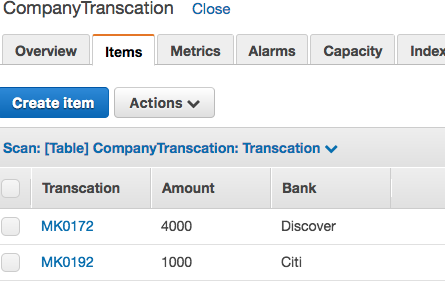 CompanyTranscation Close
Overview Items Metrics Alarms Capacity Index
Create item Actions
Scan: [Table] CompanyTranscation: Transcation
Transcation Amount Bank
MK0172 4000 Discover
MK0192 1000 Citi